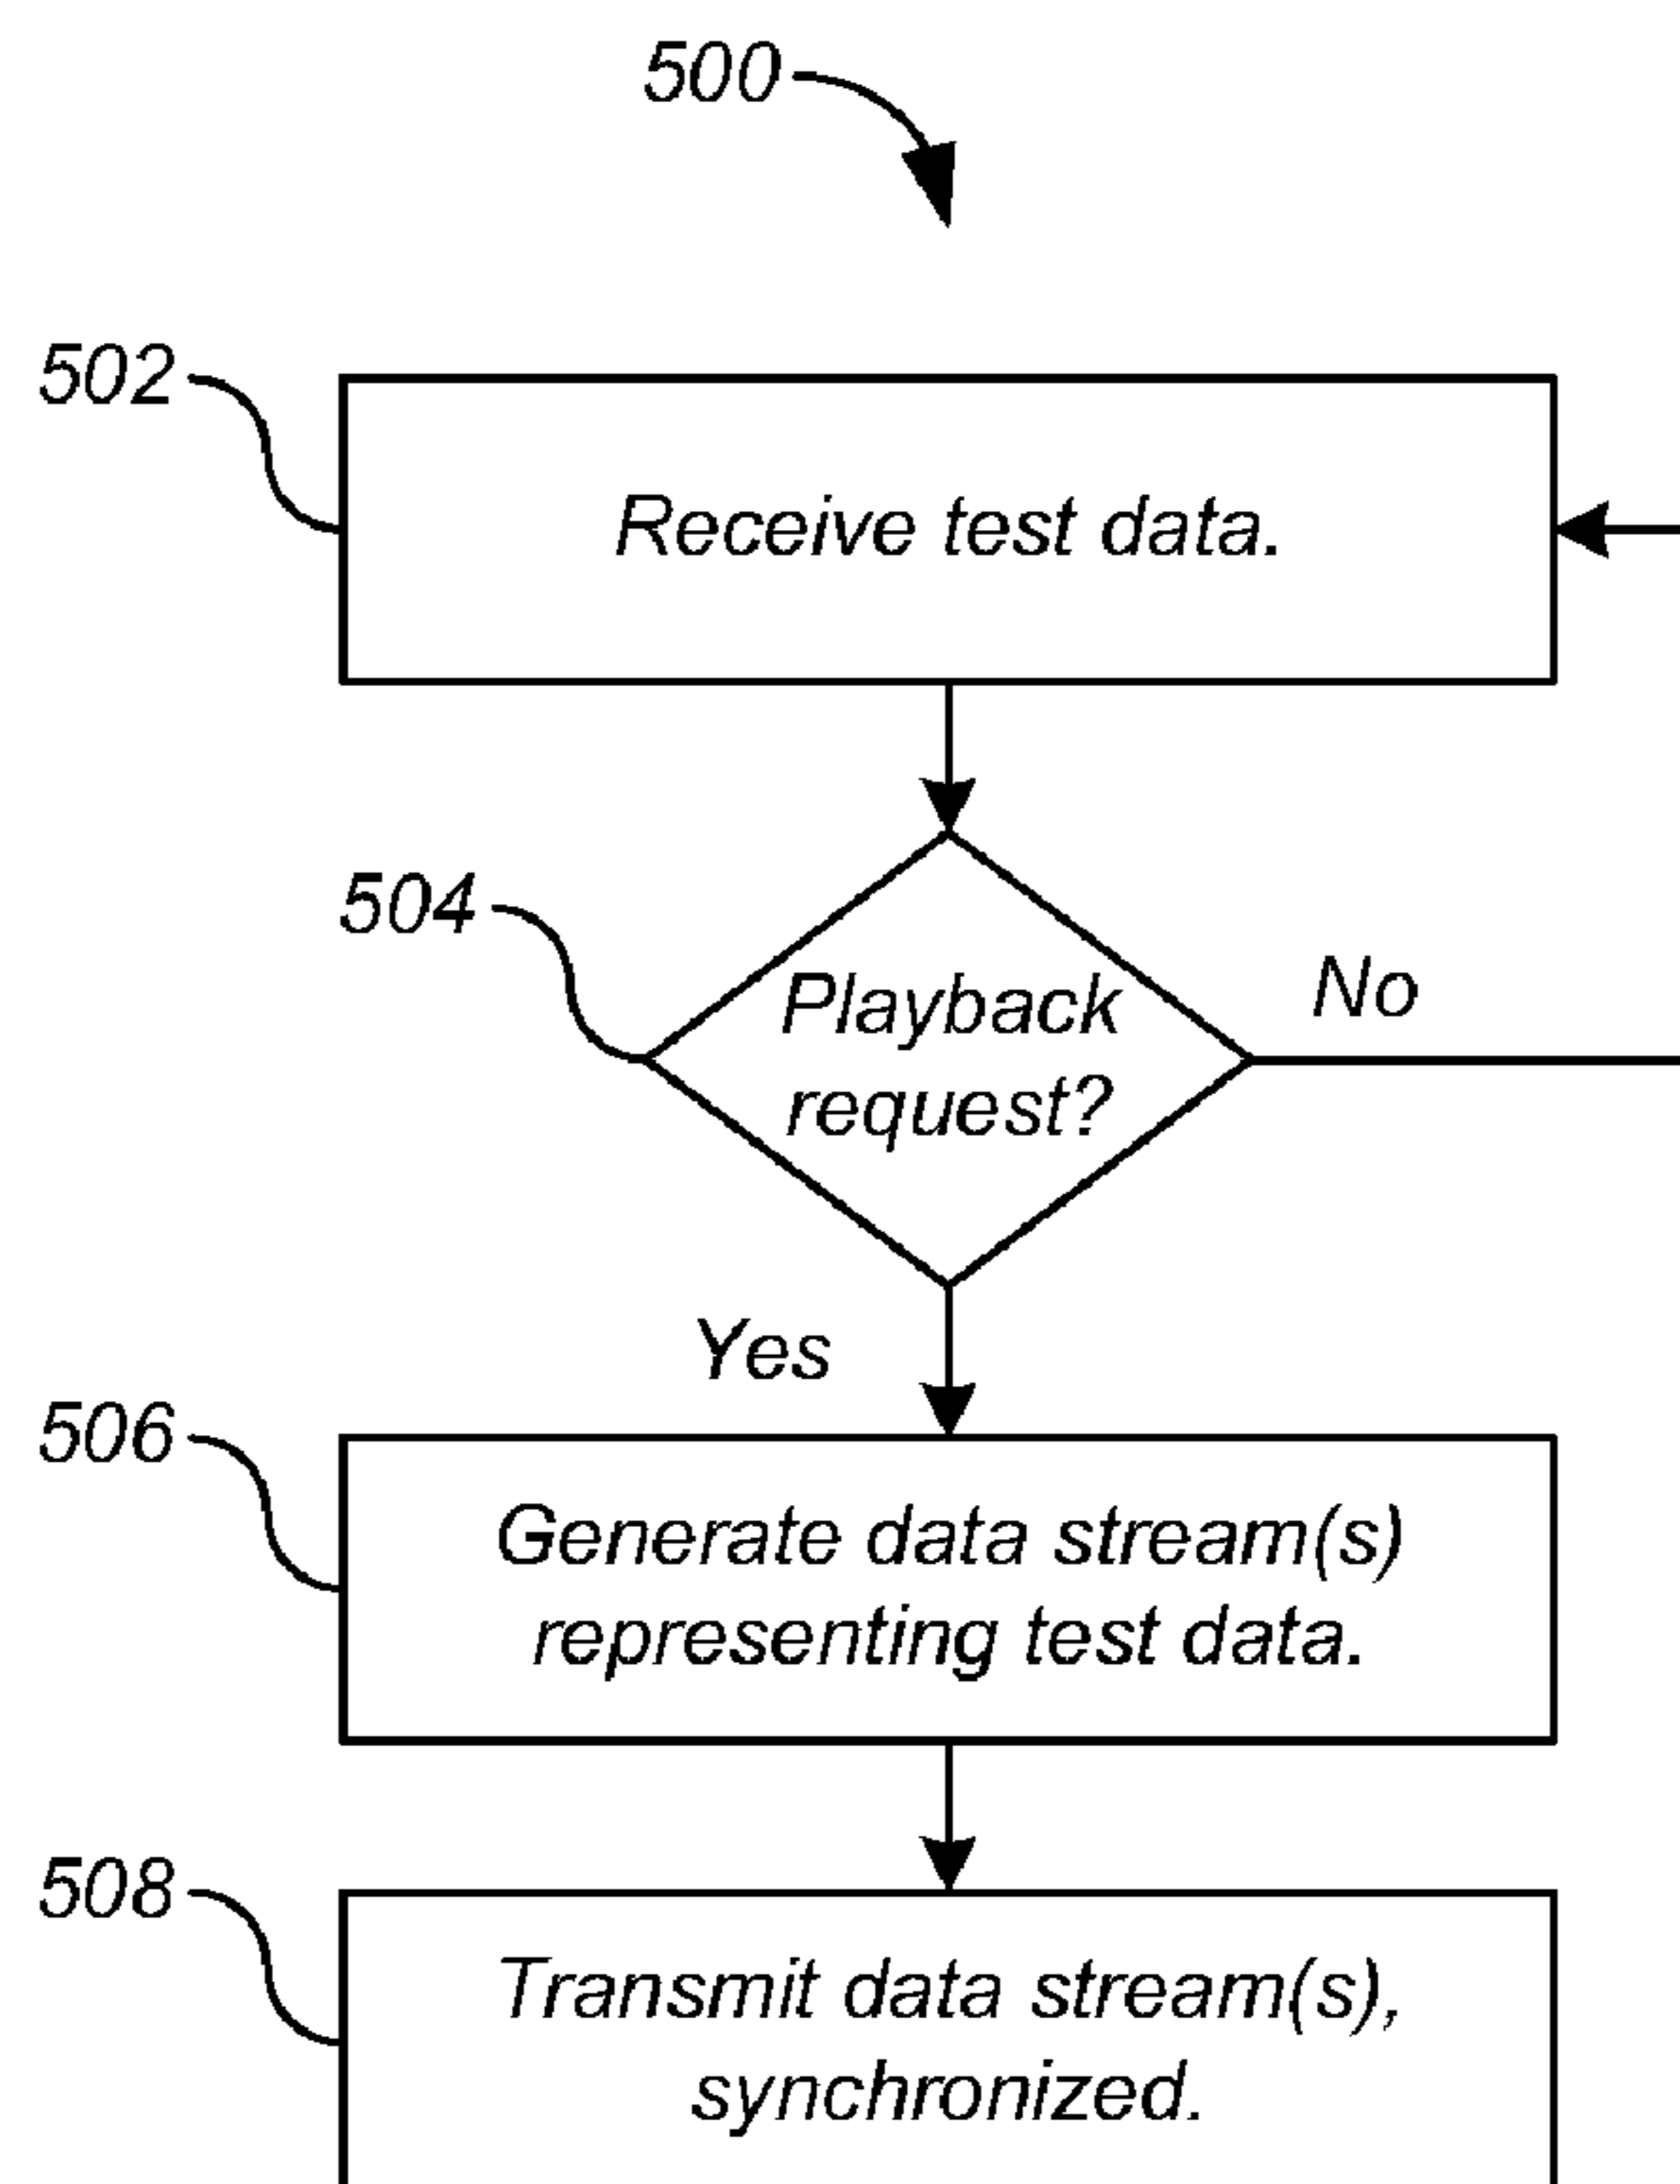 500
502
Receive test data.
504
Playback
request?
No
Yes
506
Generate data stream(s)
representing test data.
508
Transmit data stream(s),
synchronized.